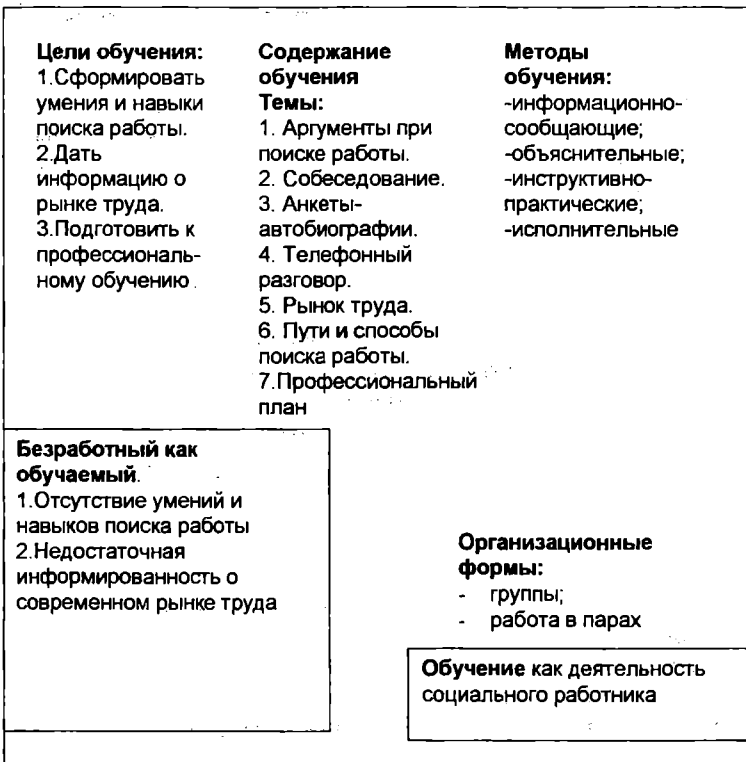 Цели обучения:
1.Сформировать
умения и навыки
поиска работы.
2.Дать
информацию о
рынке труда.
3.Подготовить к
профессиональ-
ному обучению.
Содержание
обучения
Темы:
1. Аргументы при
поиске работы.
2. Собеседование.
3. Анкеты-
автобиографии.
4. Телефонный
разговор.
5. Рынок труда.
6. Пути и способы
поиска работы.
7.Профессиональный
план
Методы
обучения:
-информационно-
сообщающие;
-объяснительные;
-инструктивно-
практические;
-исполнительные
Безработный как
обучаемый.
1.Отсутствие умений и
навыков поиска работы
2.Недостаточная
информированность о
современном рынке труда
Организационные
формы:
- группы;
- работа в парах
Обучение как деятельность
социального работника